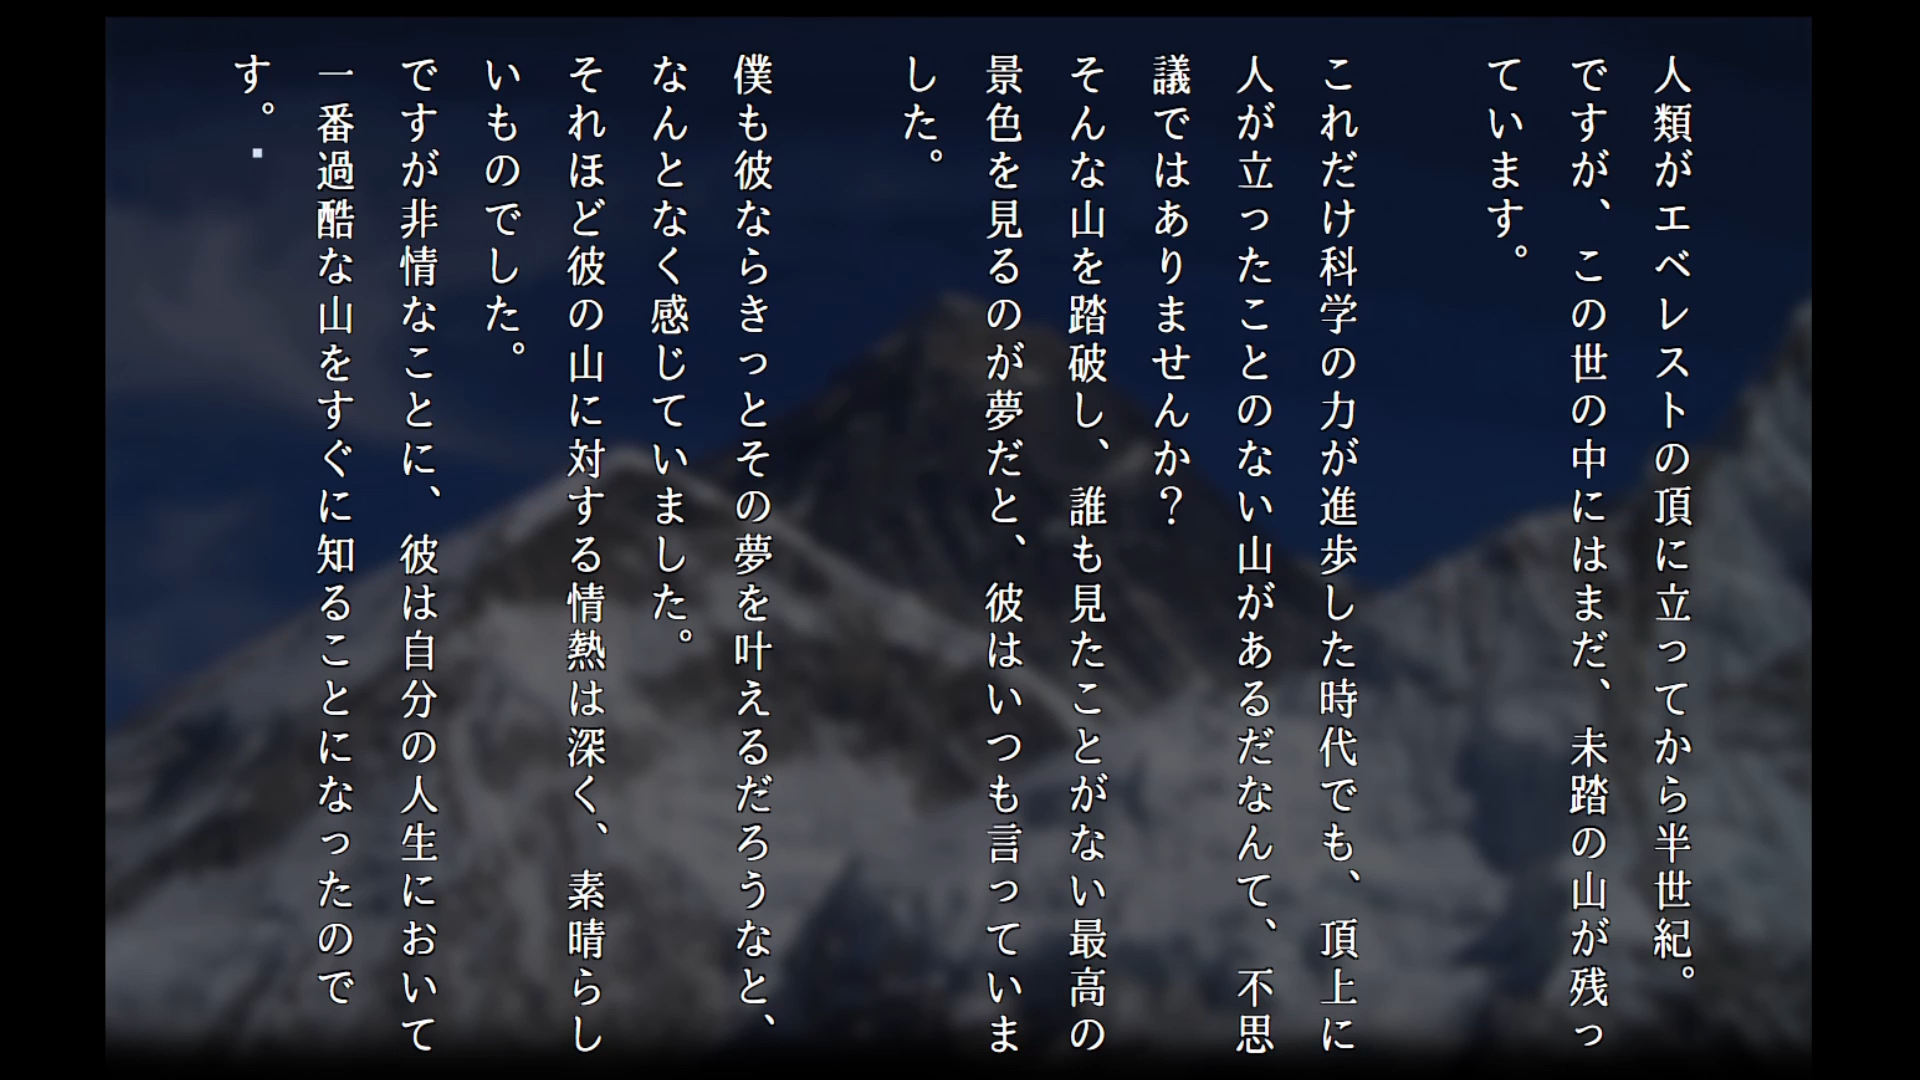 人類がエベレストの頂に立ってから半世紀。
ですが、この世の中にはまだ、未踏の山が残っ
ています。
これだけ科学の力が進歩した時代でも、頂上に
人が立ったことのない山があるだなんて、不思
議ではありませんか？
そんな山を踏破し、誰も見たことがない最高の
景色を見るのが夢だと、彼はいつも言っていま
した。
僕も彼ならきっとその夢を叶えるだろうなと、
なんとなく感じていました。
それほど彼の山に対する情熱は深く、素晴らし
いものでした。
ですが非情なことに、彼は自分の人生において
一番過酷な山をすぐに知ることになったので
す。